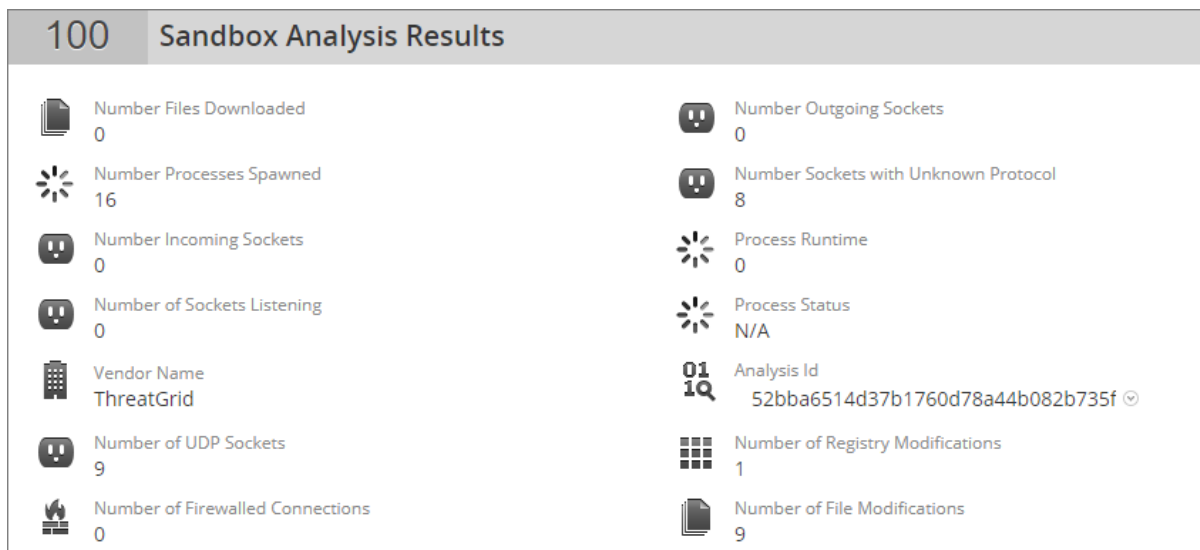 100 Sandbox Analysis Results
Number Files Downloaded
0
Number Outgoing Sockets
0
Number Processes Spawned
16
Number Sockets with Unknown Protocol
8
Number Incoming Sockets
0
Process Runtime
0
Number of Sockets Listening
0
Process Status
N/A
Vendor Name
ThreatGrid
Analysis Id
52bba6514d37b1760d78a44b082b735f
Number of UDP Sockets
9
Number of Registry Modifications
1
Number of Firewalled Connections
0
Number of File Modifications
9